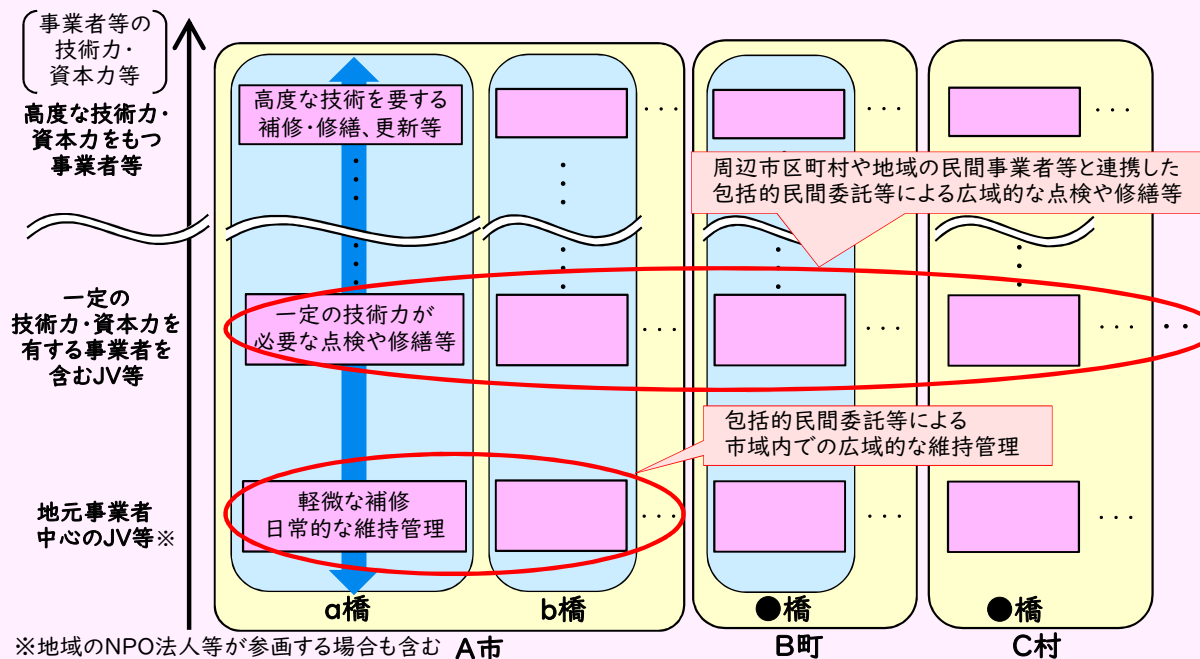 事業者等の
技術力・
資本力等
高度な技術力・
資本力をもつ
事業者等
高度な技術を要する
補修・修繕、更新等
･･･
･･･
･･･
周辺市区町村や地域の民間事業者等と連携した
包括的民間委託等による広域的な点検や修繕等
一定の
技術力・資本力を
有する事業者を
含むJV等
一定の技術力が
必要な点検や修繕等
･･･
･･･
･･･
･･
包括的民間委託等による
市域内での広域的な維持管理
地元事業者
中心のJV等※
軽微な補修
日常的な維持管理
･･･
･･･
･･･
a橋
b橋
●橋
●橋
※地域のNPO法人等が参画する場合も含む
A市
B町
C村